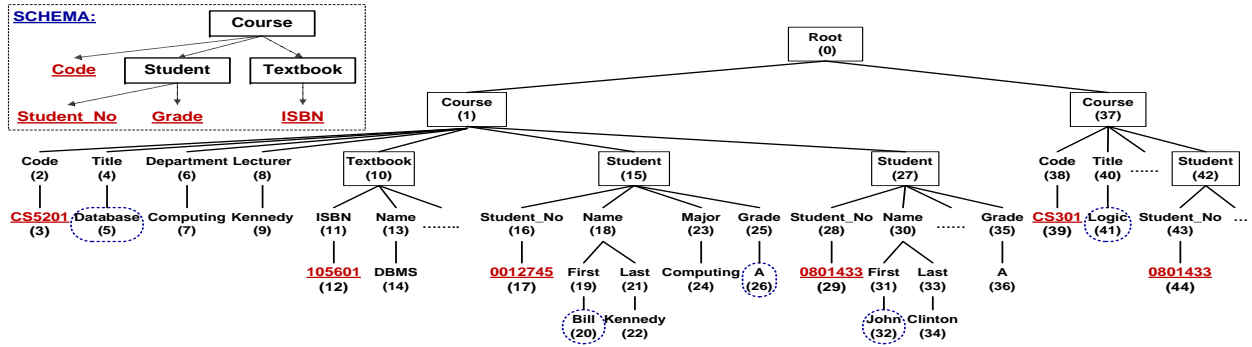 SCHEMA:
Course
Code
Student
Textbook
Student_No
Grade
ISBN
Root
(0)
Course
(1)
Course
(37)
Code
(2)
Title
(4)
Department
(6)
Lecturer
(8)
Textbook
(10)
Student
(15)
Student
(27)
Code
(38)
Title
(40)
......
Student
(42)
CS5201
(3)
Database
(5)
Computing
(7)
Kennedy
(9)
ISBN
(11)
Name
(13)
......
Student_No
(16)
Name
(18)
Major
(23)
Grade
(25)
Student_No
(28)
Name
(30)
......
Grade
(35)
CS301
(39)
Logic
(41)
Student_No
(43)
....
105601
(12)
DBMS
(14)
0012745
(17)
First
(19)
Last
(21)
Computing
(24)
A
(26)
0801433
(29)
First
(31)
Last
(33)
A
(36)
0801433
(44)
Bill
(20)
Kennedy
(22)
John
(32)
Clinton
(34)